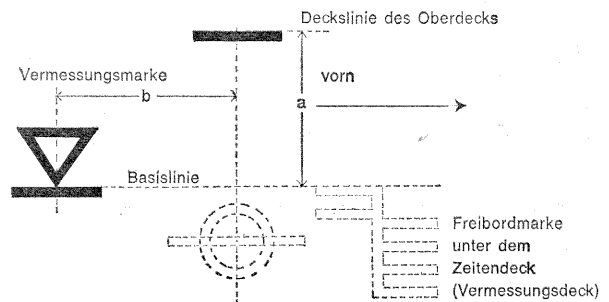 Deckslinie des Oberdecks
Vermessungsmarke
vorn
b
a
Basislinie
Freibordmarke
unter dem
Zeitendeck
(Vermessungsdeck)